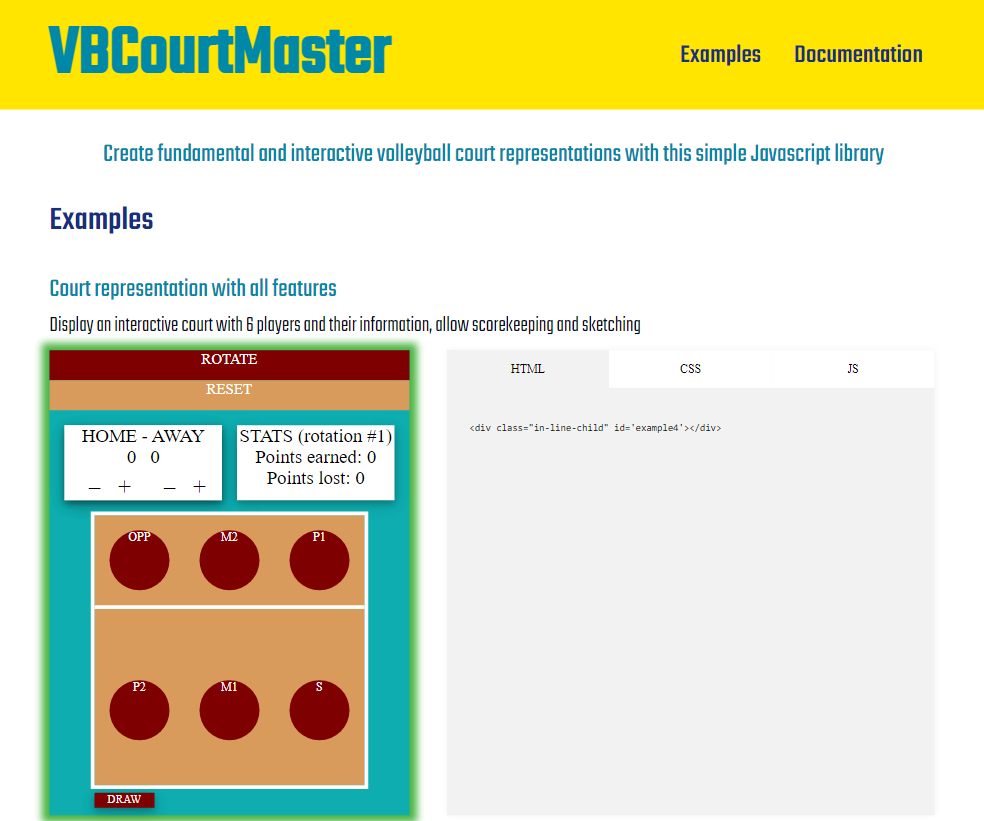 VBCourtMaster
Examples Documentation
Create fundamental and interactive volleyball court representations with this simple Javascript library
Examples
Court representation with all features
Display an interactive court with 6 players and their information, allow scorekeeping and sketching
ROTATE
RESET
HOME - AWAY
0 0
− + − +
STATS (rotation #1)
Points earned: 0
Points lost: 0
OPP M2 P1
P2 M1 S
DRAW
HTML CSS JS
<div class="in-line-child" id='example4'></div>